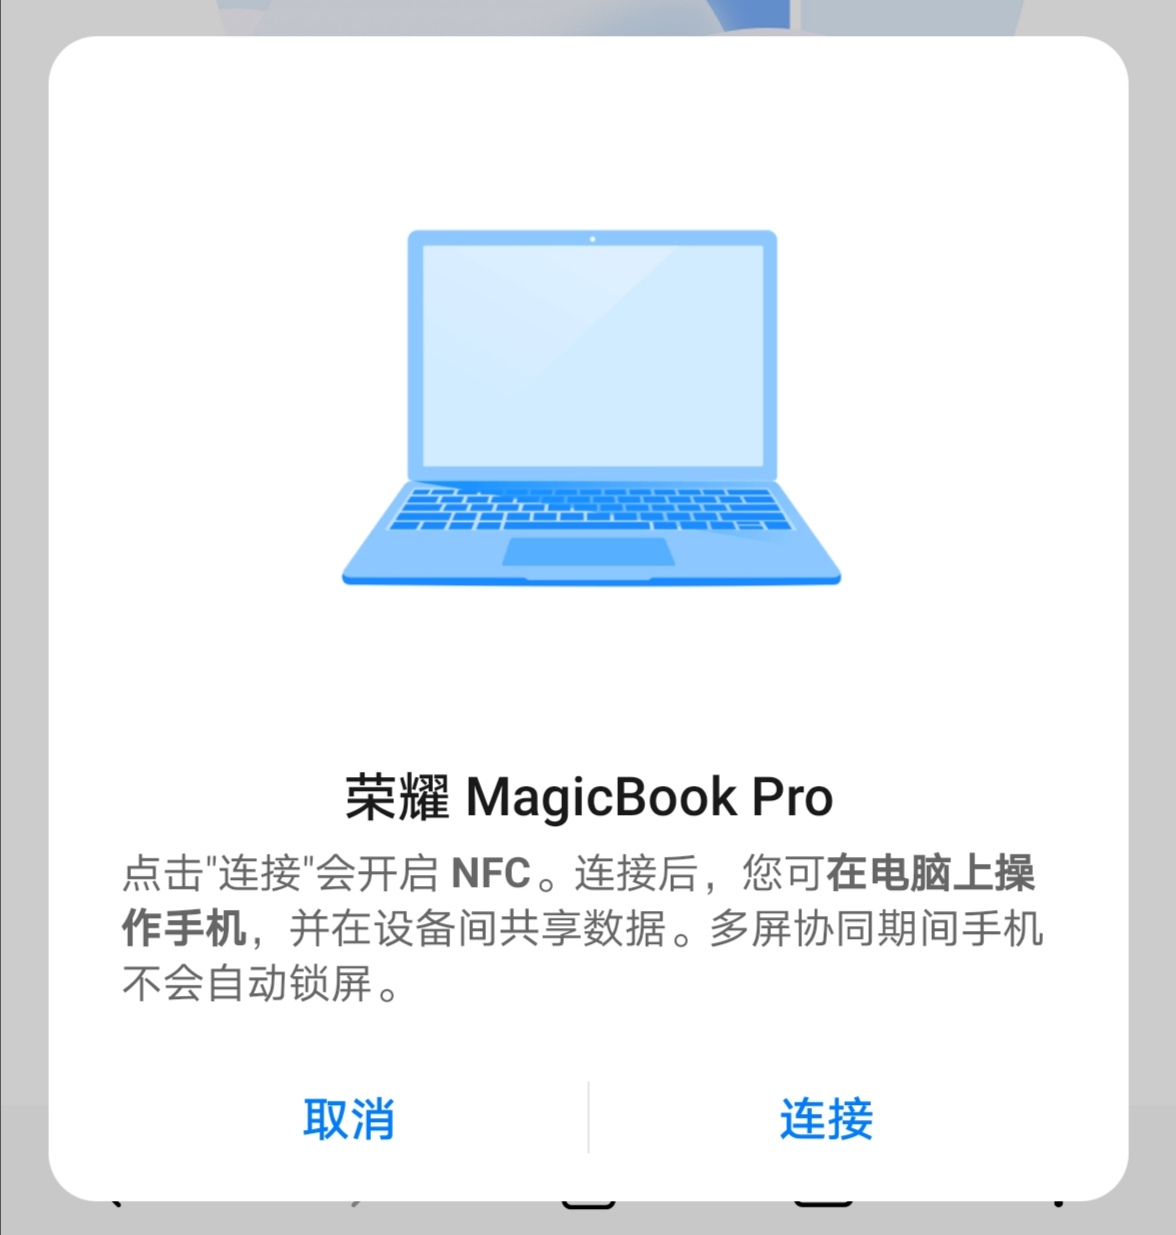 荣耀 MagicBook Pro
点击"连接"会开启 NFC。连接后，您可在电脑上操
作手机，并在设备间共享数据。多屏协同期间手机
不会自动锁屏。
取消
连接